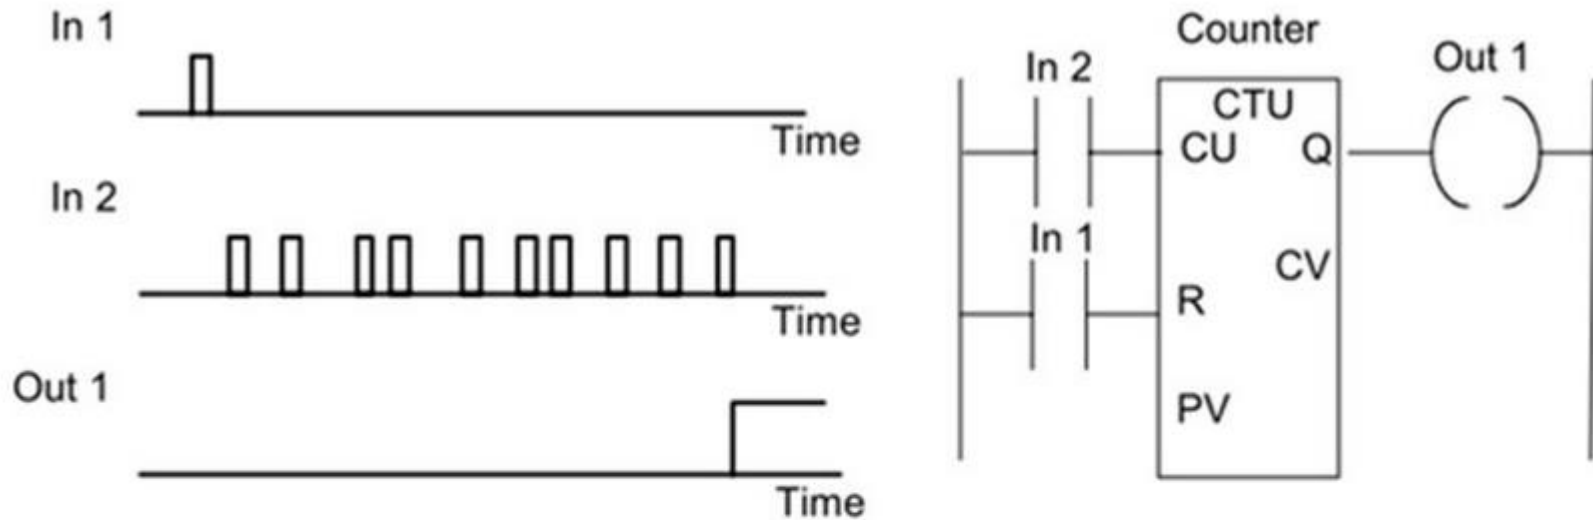 In 1
Time
In 2
Time
Out 1
Time
Counter
In 2
Out 1
CTU
CU Q
In 1
CV
R
PV